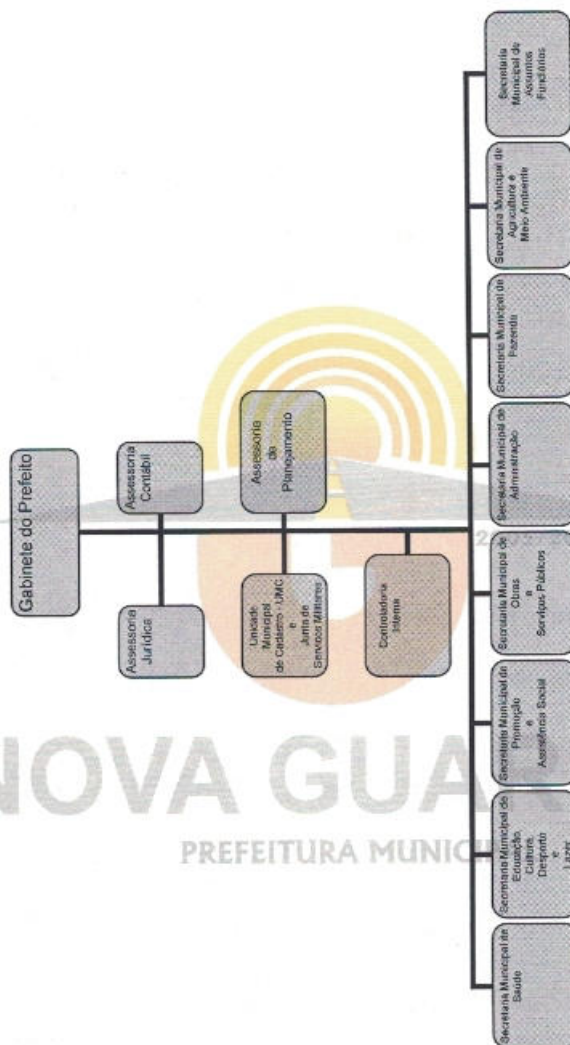 Gabinete do Prefeito
Assessoria
Jurídica
Assessoria
Contábil
Unidade
Municipal
de Cadastro -UMC
e
Junta de
Serviços Militares
Assessoria
de
Planejamento
Controladoria
Interna
Secretaria Municipal de
Saúde
Secretaria Municipal de
Educação,
Cultura,
Desporto
e
Lazer
Secretaria Municipal de
Promoção
e
Assistência Social
Secretaria Municipal de
Obras
e
Serviços Públicos
Secretaria Municipal de
Administração
Secretaria Municipal de
Fazenda
Secretaria Municipal de
Agricultura e
Meio Ambiente
Secretaria
Municipal de
Assuntos
Fundiários
NOVA GUA
PREFEITURA MUNICI